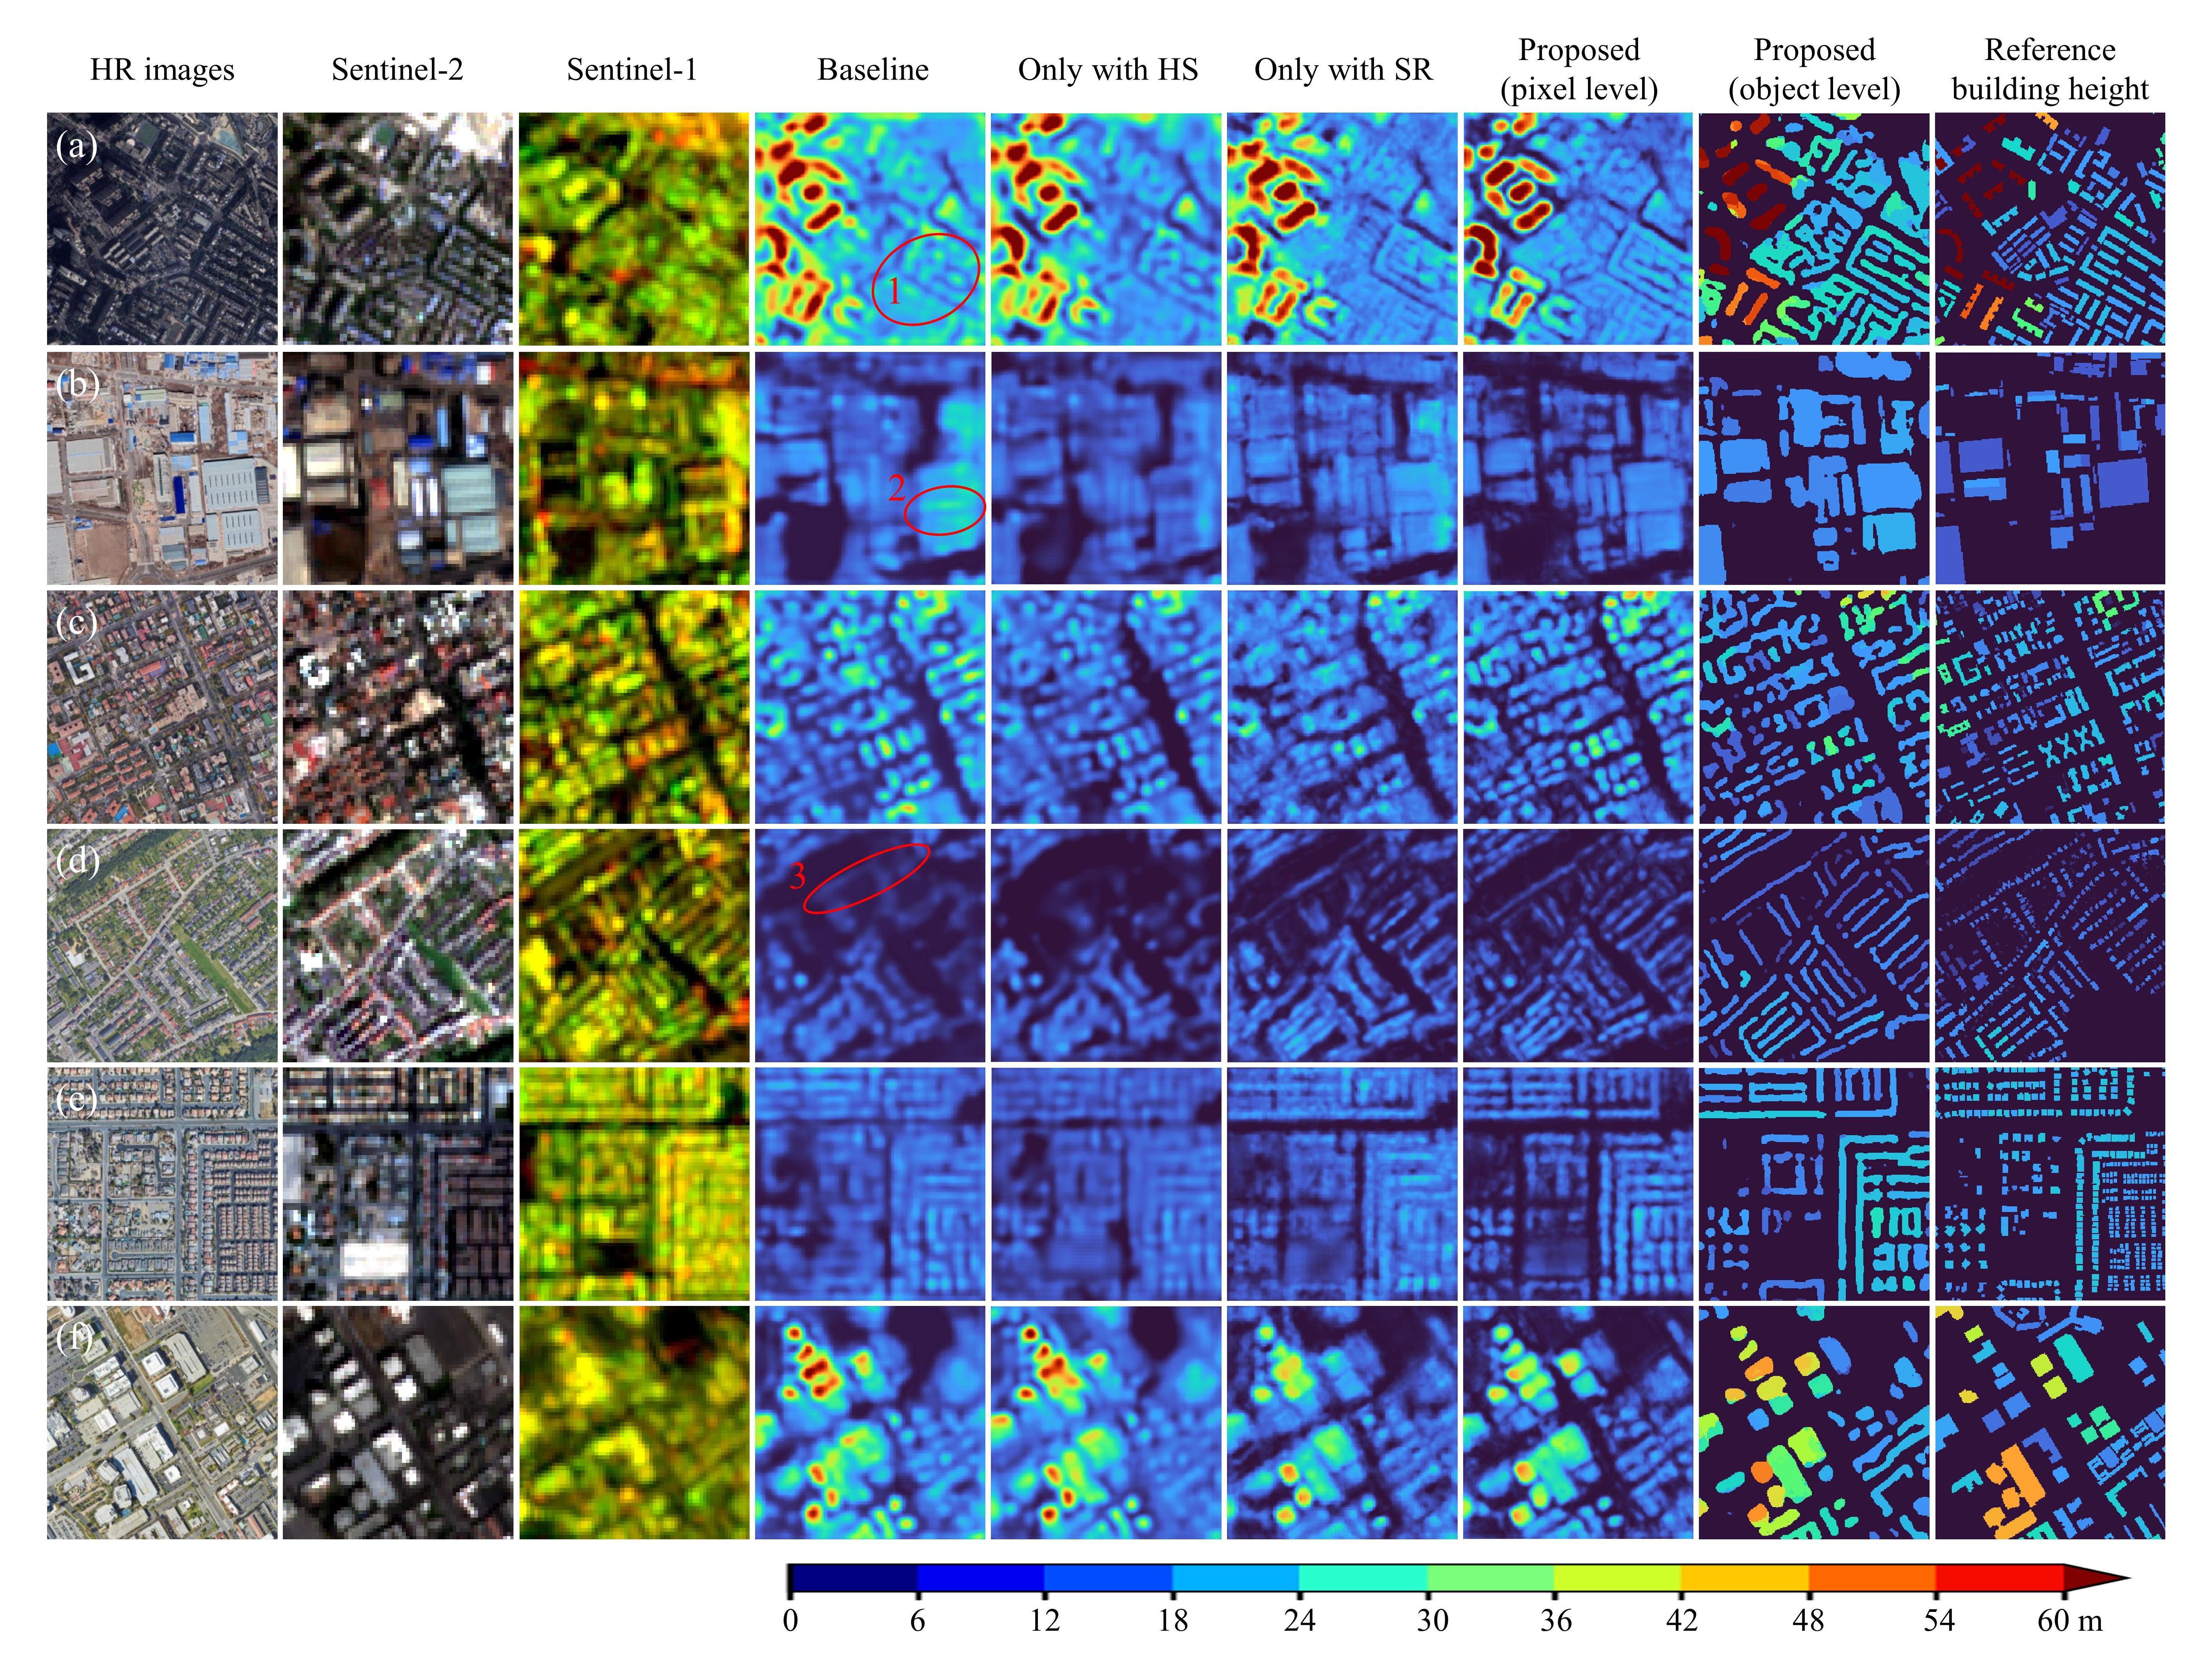 HR images
Sentinel-2
Sentinel-1
Baseline
Only with HS
Only with SR
Proposed
(pixel level)
Proposed
(object level)
Reference
building height
(a)
1
(b)
2
(c)
(d)
3
(e)
(f)
0 6 12 18 24 30 36 42 48 54 60 m